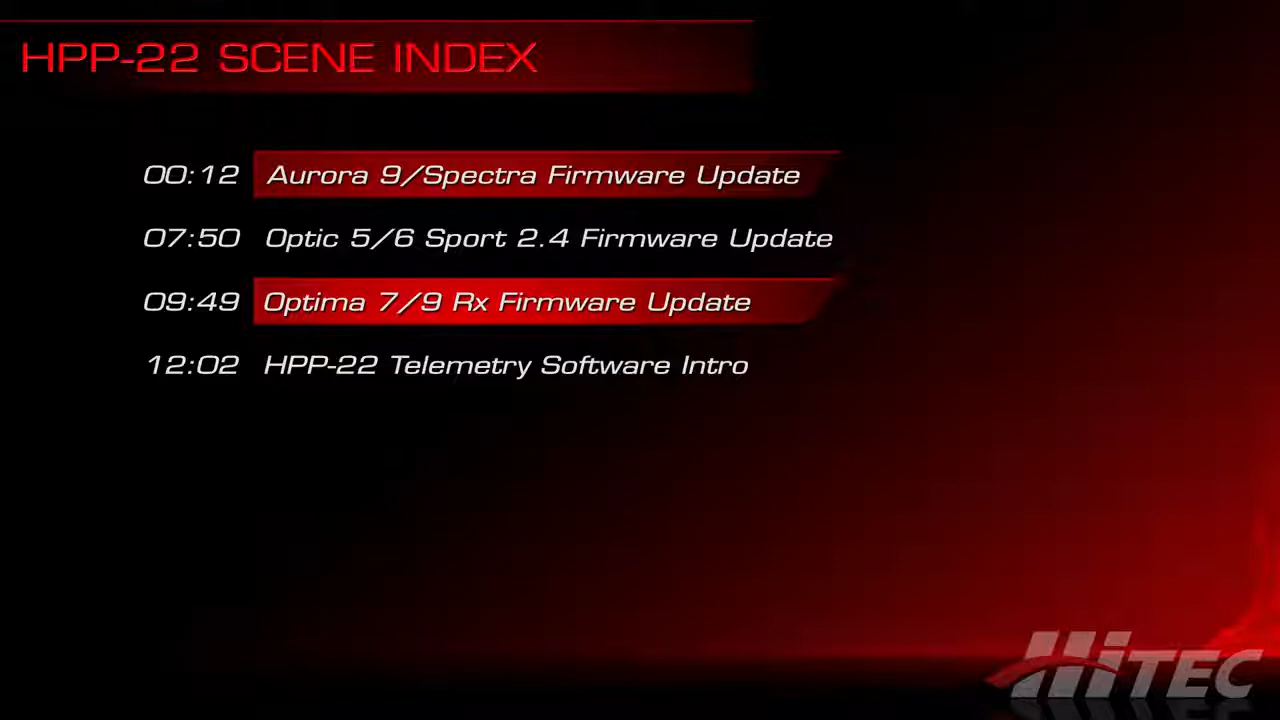 HPP-22 SCENE INDEX
00:12 Aurora 9/Spectra Firmware Update
07:50 Optic 5/6 Sport 2.4 Firmware Update
09:49 Optima 7/9 Rx Firmware Update
12:02 HPP-22 Telemetry Software Intro
HiTEC